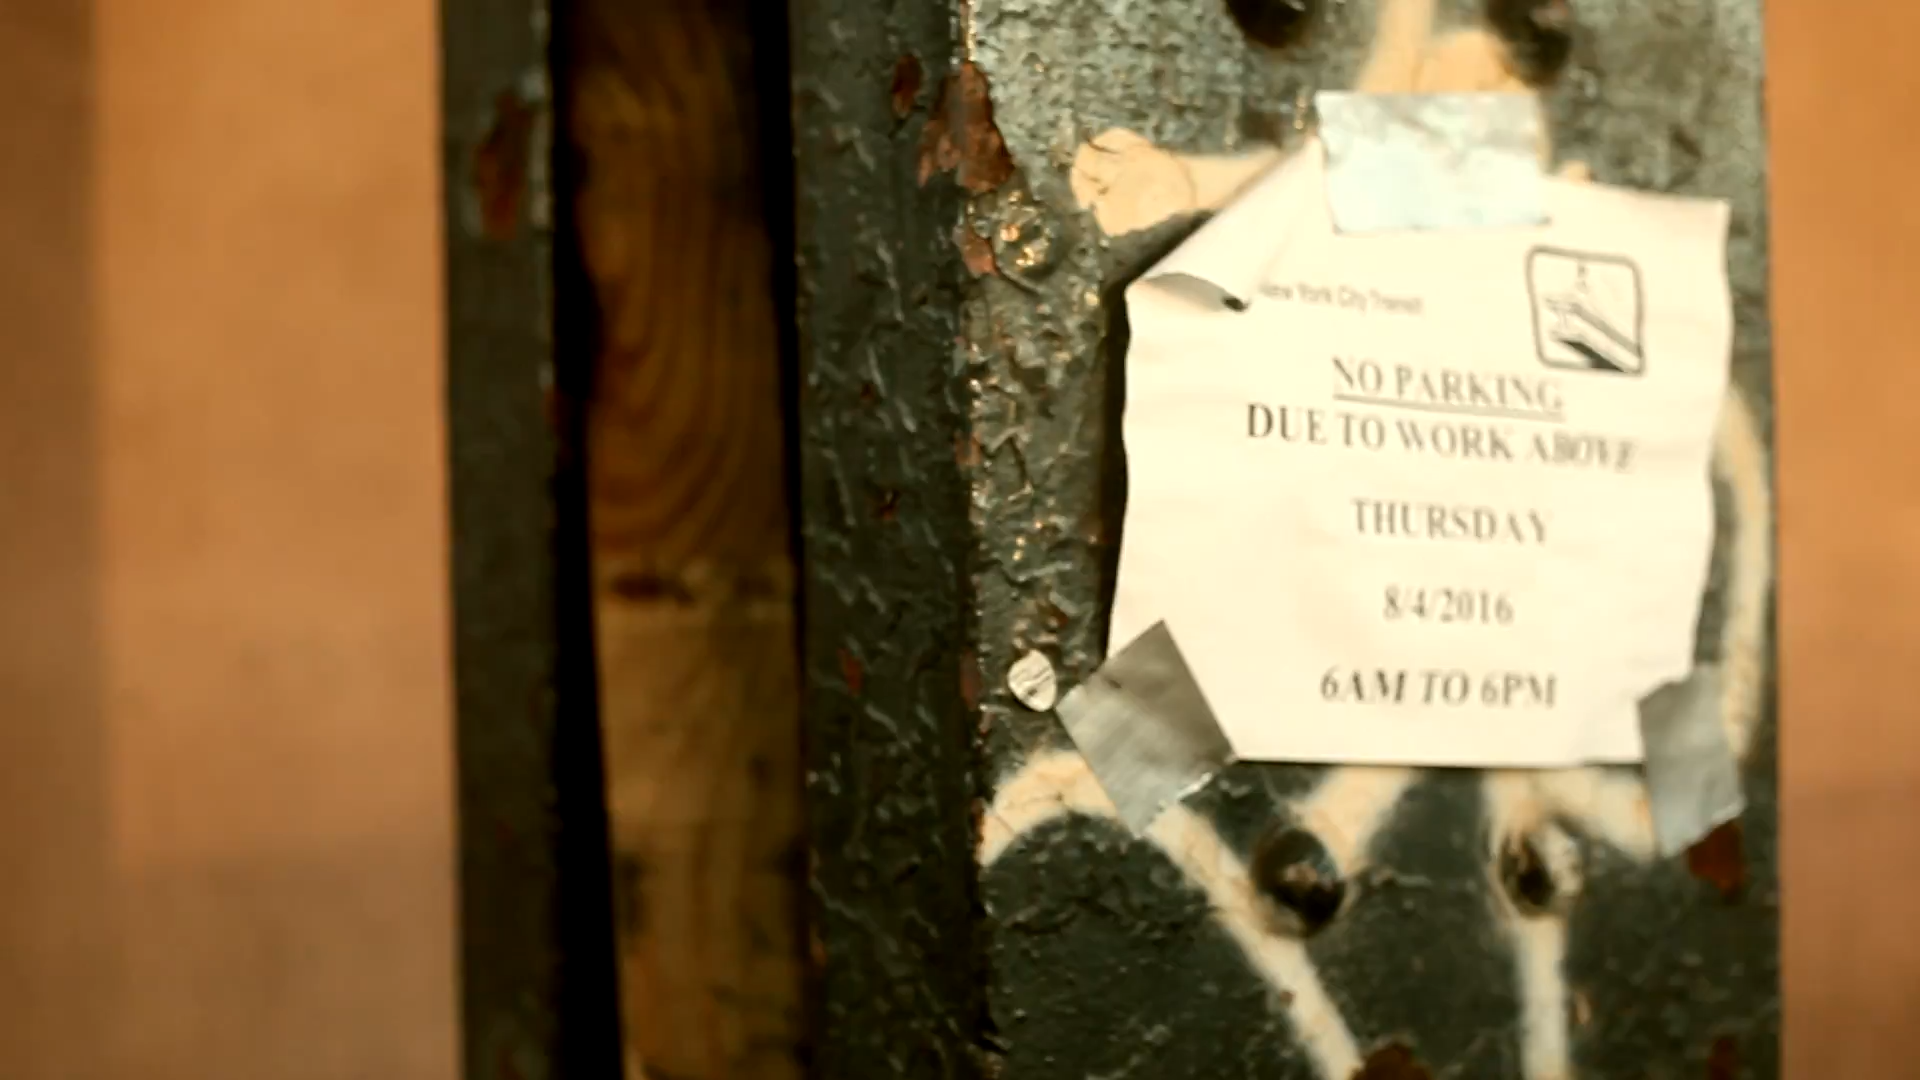 New York City Transit
NO PARKING
DUE TO WORK ABOVE
THURSDAY
8/4/2016
6AM TO 6PM